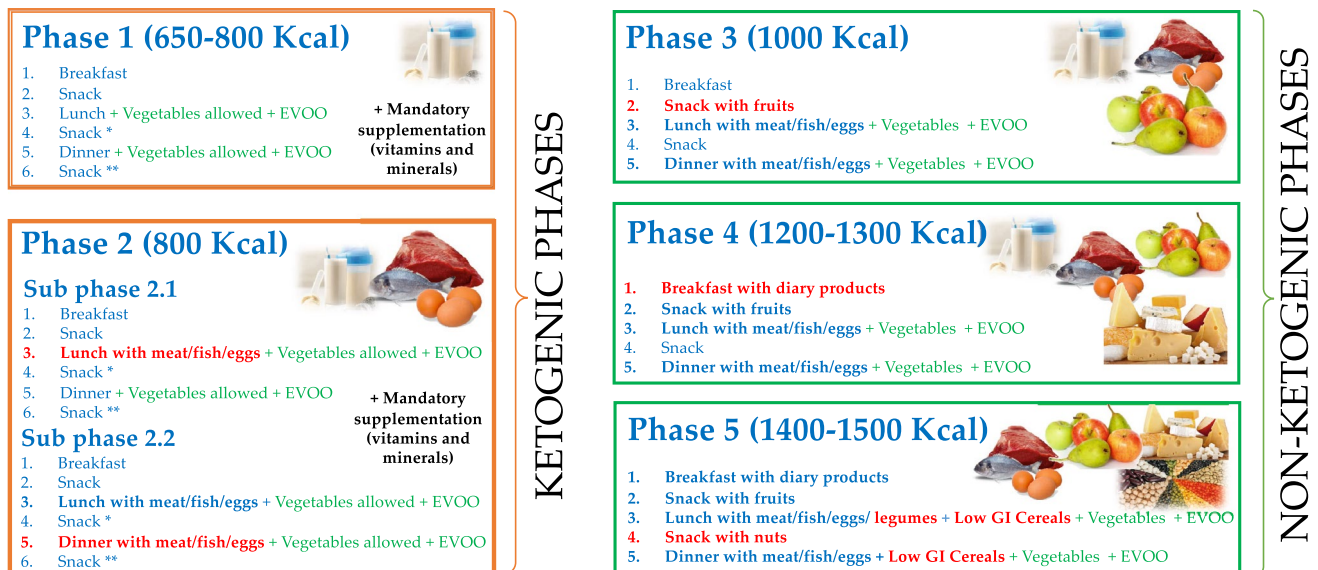 Phase 1 (650-800 Kcal)
1. Breakfast
2. Snack
3. Lunch + Vegetables allowed + EVOO
4. Snack *
5. Dinner + Vegetables allowed + EVOO
6. Snack **
+ Mandatory
supplementation
(vitamins and
minerals)
Phase 2 (800 Kcal)
Sub phase 2.1
1. Breakfast
2. Snack
3. Lunch with meat/fish/eggs + Vegetables allowed + EVOO
4. Snack *
5. Dinner + Vegetables allowed + EVOO
6. Snack **
Sub phase 2.2
1. Breakfast
2. Snack
3. Lunch with meat/fish/eggs + Vegetables allowed + EVOO
4. Snack *
5. Dinner with meat/fish/eggs + Vegetables allowed + EVOO
6. Snack **
+ Mandatory
supplementation
(vitamins and
minerals)
KETOGENIC PHASES
Phase 3 (1000 Kcal)
1. Breakfast
2. Snack with fruits
3. Lunch with meat/fish/eggs + Vegetables + EVOO
4. Snack
5. Dinner with meat/fish/eggs + Vegetables + EVOO
Phase 4 (1200-1300 Kcal)
1. Breakfast with diary products
2. Snack with fruits
3. Lunch with meat/fish/eggs + Vegetables + EVOO
4. Snack
5. Dinner with meat/fish/eggs + Vegetables + EVOO
Phase 5 (1400-1500 Kcal)
1. Breakfast with diary products
2. Snack with fruits
3. Lunch with meat/fish/eggs/ legumes + Low GI Cereals + Vegetables + EVOO
4. Snack with nuts
5. Dinner with meat/fish/eggs + Low GI Cereals + Vegetables + EVOO
NON-KETOGENIC PHASES